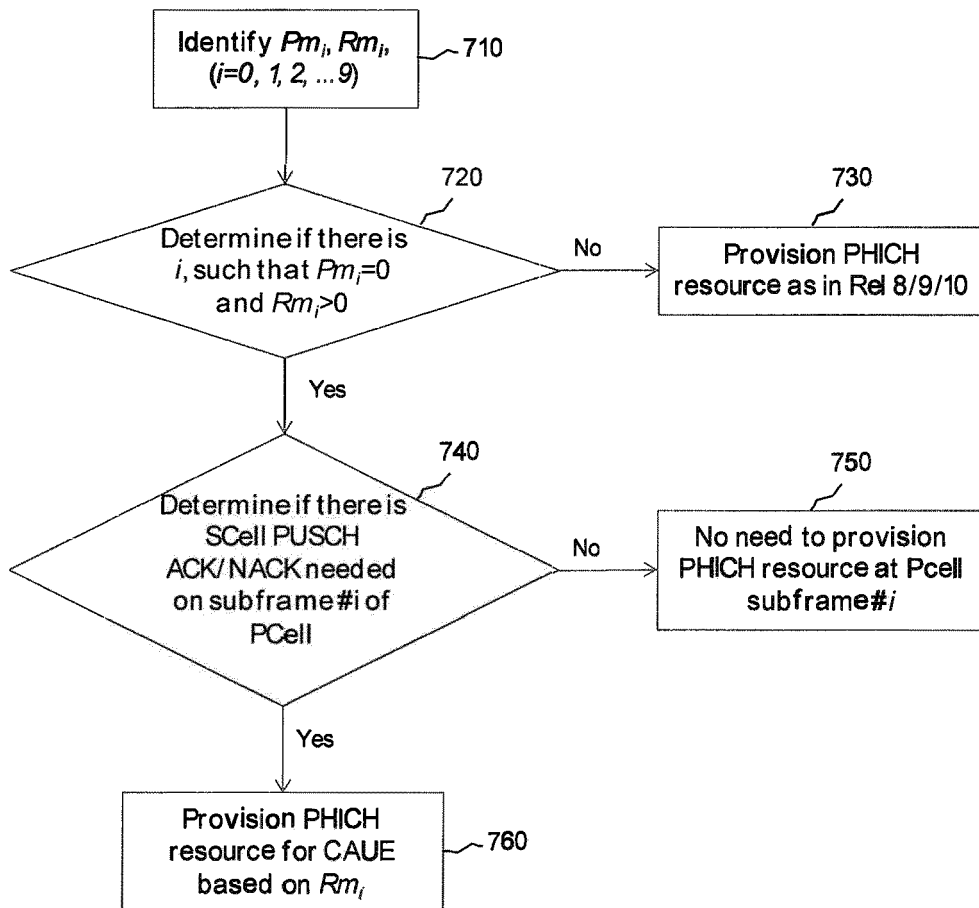 Identify Pmi, Rmi,
(i=0, 1, 2, ...9)
710
720
Determine if there is
i, such that Pmi=0
and Rmi>0
No
730
Provision PHICH
resource as in Rel 8/9/10
Yes
740
Determine if there is
SCell PUSCH
ACK/NACK needed
on subframe #i of
PCell
No
750
No need to provision
PHICH resource at Pcell
subframe#i
Yes
Provision PHICH
resource for CAUE
based on Rmi
760